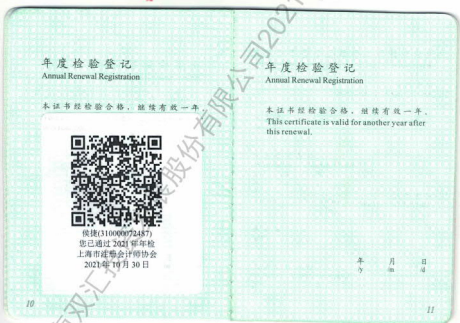 年度检验登记
Annual Renewal Registration
本证书经检验合格，继续有效一年。
侯捷(310000072487)
您已通过2021年年检
上海市注册会计师协会
2021年10月30日
10
年度检验登记
Annual Renewal Registration
本证书经检验合格，继续有效一年。
This certificate is valid for another year after
this renewal.
年 月 日
/y /m /d
11